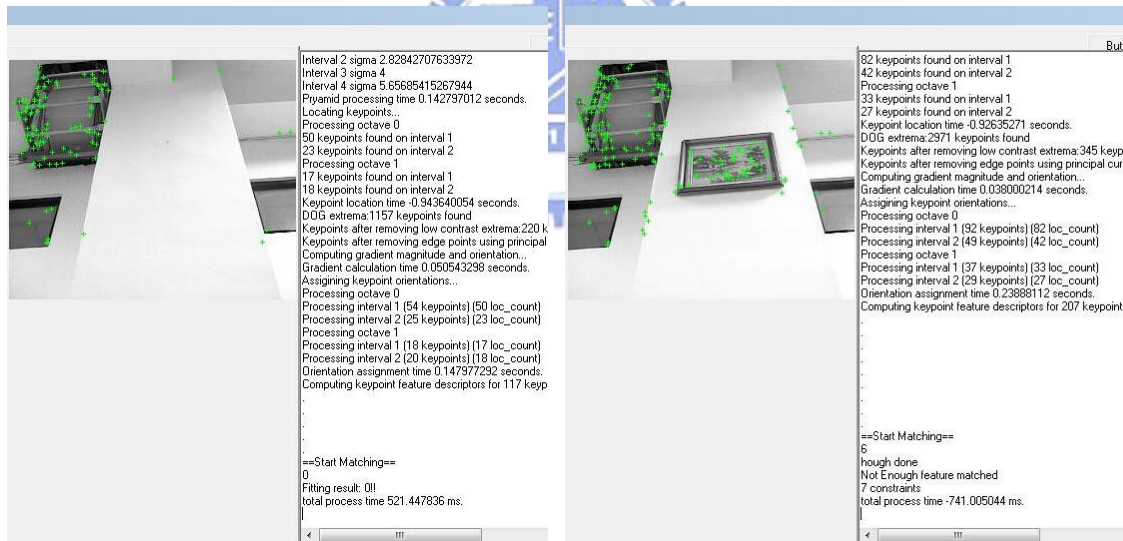 Interval 2 sigma 2.82842707633972
Interval 3 sigma 4
Interval 4 sigma 5.65685415267944
Pryamid processing time 0.142797012 seconds.
Locating keypoints...
Processing octave 0
50 keypoints found on interval 1
23 keypoints found on interval 2
Processing octave 1
17 keypoints found on interval 1
18 keypoints found on interval 2
Keypoint location time -0.943640054 seconds.
DOG extrema:1157 keypoints found
Keypoints after removing low contrast extrema:220 k
Keypoints after removing edge points using principal
Computing gradient magnitude and orientation...
Gradient calculation time 0.050543298 seconds.
Assigining keypoint orientations...
Processing octave 0
Processing interval 1 (54 keypoints) (50 loc_count)
Processing interval 2 (25 keypoints) (23 loc_count)
Processing octave 1
Processing interval 1 (18 keypoints) (17 loc_count)
Processing interval 2 (20 keypoints) (18 loc_count)
Orientation assignment time 0.147977292 seconds.
Computing keypoint feature descriptors for 117 keyp
.
.
.
.
==Start Matching==
0
Fitting result: 0!!
total process time 521.447836 ms.
But
82 keypoints found on interval 1
42 keypoints found on interval 2
Processing octave 1
33 keypoints found on interval 1
27 keypoints found on interval 2
Keypoint location time -0.92635271 seconds.
DOG extrema:2971 keypoints found
Keypoints after removing low contrast extrema:345 keyp
Keypoints after removing edge points using principal cur
Computing gradient magnitude and orientation...
Gradient calculation time 0.038000214 seconds.
Assigining keypoint orientations...
Processing octave 0
Processing interval 1 (92 keypoints) (82 loc_count)
Processing interval 2 (49 keypoints) (42 loc_count)
Processing octave 1
Processing interval 1 (37 keypoints) (33 loc_count)
Processing interval 2 (29 keypoints) (27 loc_count)
Orientation assignment time 0.23888112 seconds.
Computing keypoint feature descriptors for 207 keypoint
.
.
.
.
.
.
.
.
.
==Start Matching==
6
hough done
Not Enough feature matched
7 constraints
total process time -741.005044 ms.